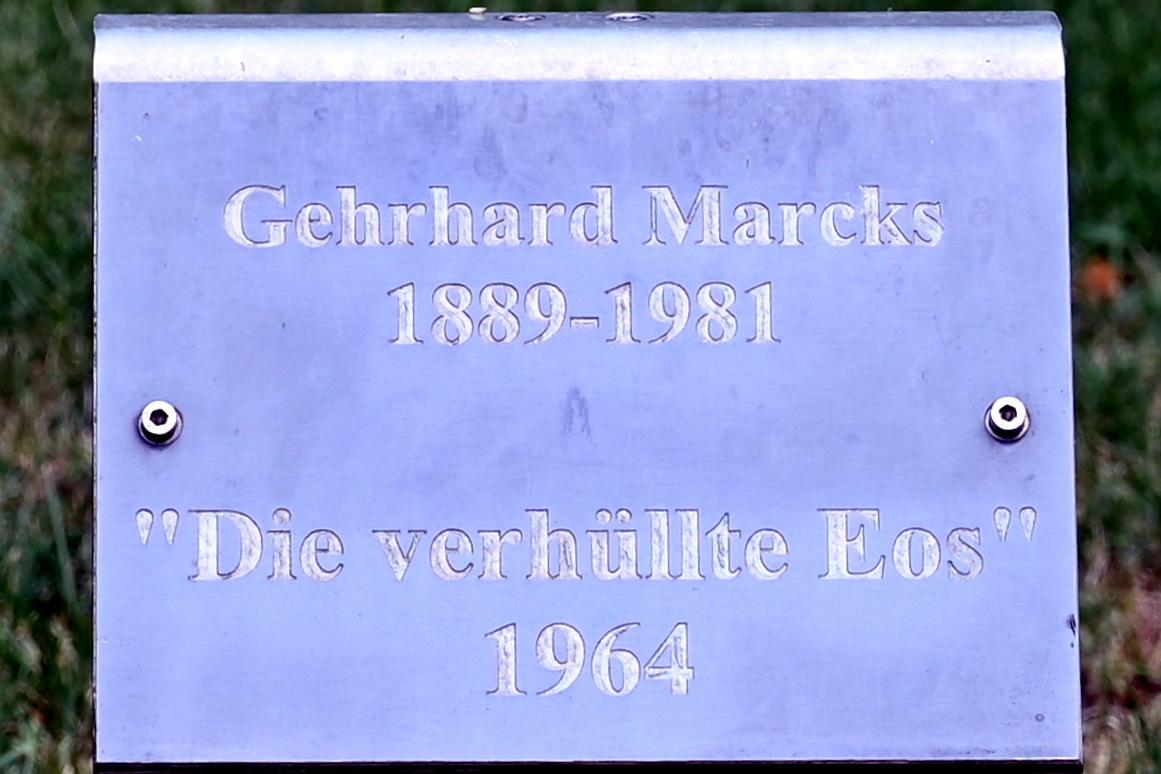 Gehrhard Marcks
1889-1981
"Die verhüllte Eos"
1964